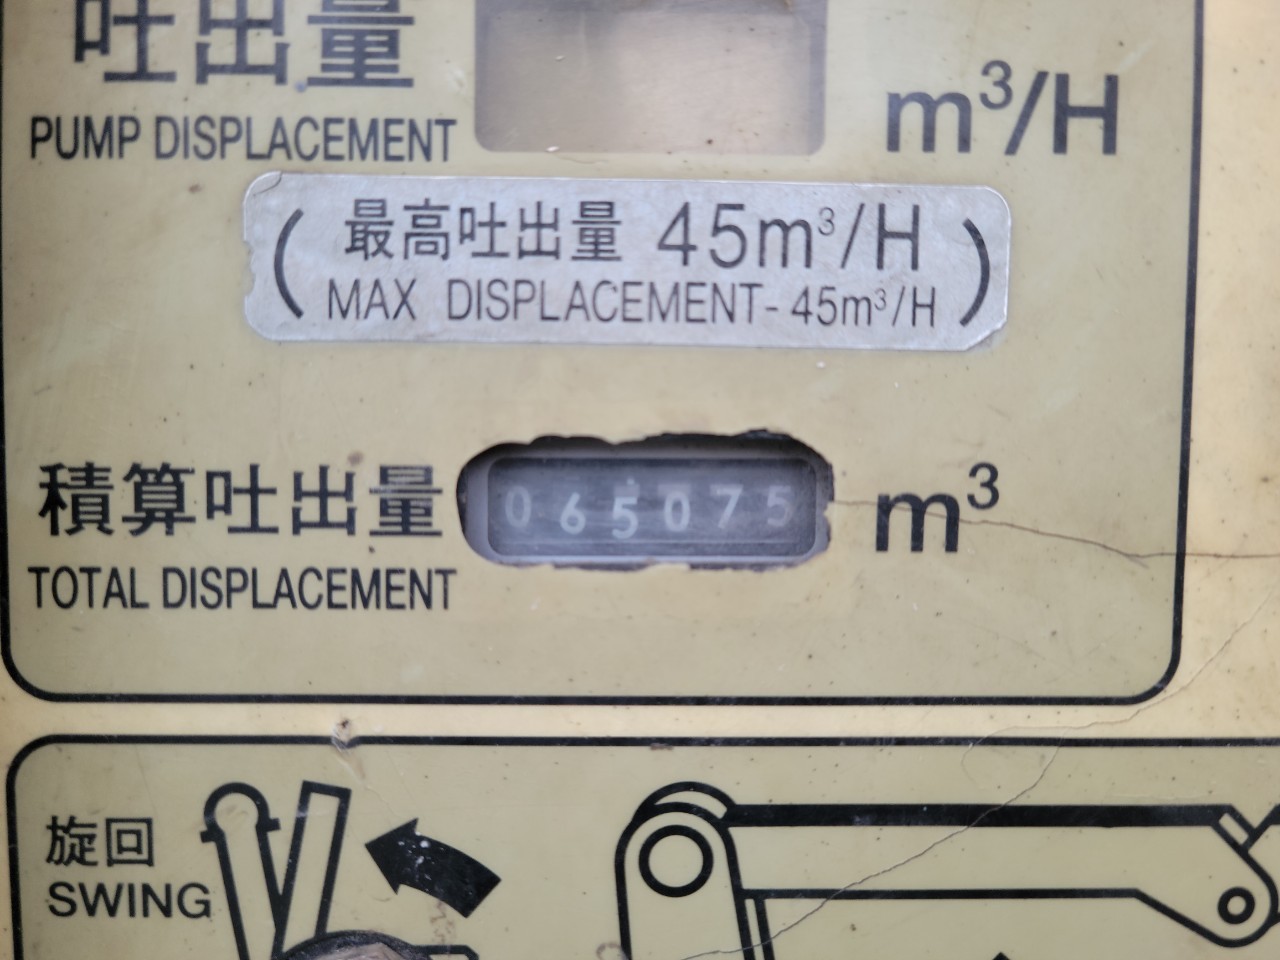 吐出量
PUMP DISPLACEMENT
m³/H
(最高吐出量 45m³/H
MAX DISPLACEMENT-45m³/H)
積算吐出量
TOTAL DISPLACEMENT
065075
m³
旋回
SWING